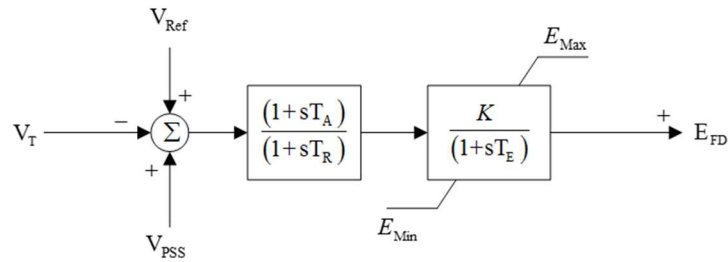 V_Ref
E_Max
+
V_T
−
Σ
(1+sT_A)
(1+sT_R)
K
(1+sT_E)
+
E_FD
+
E_Min
V_PSS